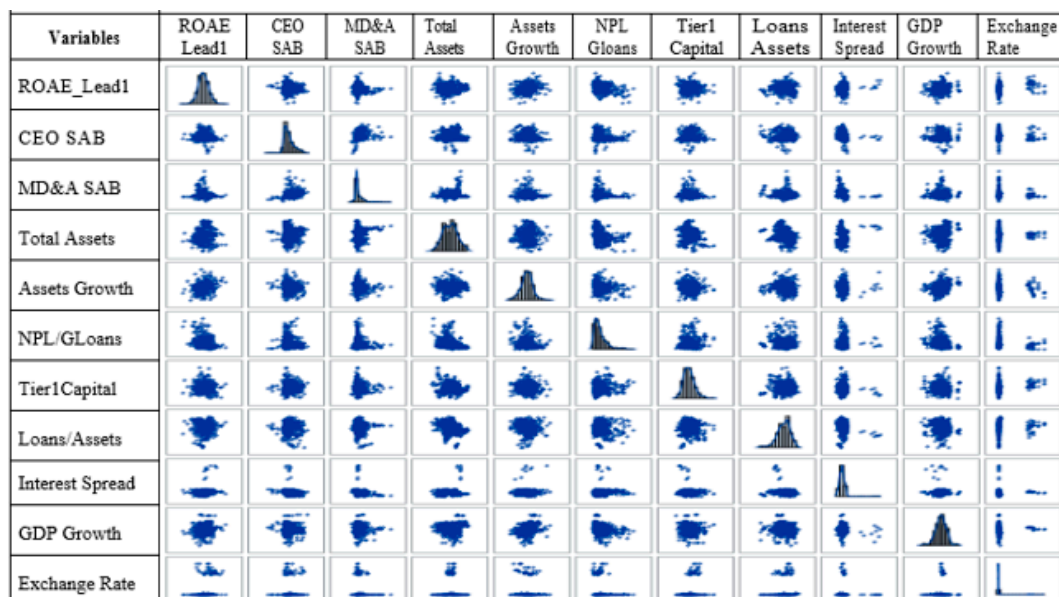 Variables
ROAE Lead1
CEO SAB
MD&A SAB
Total Assets
Assets Growth
NPL Gloans
Tier1 Capital
Loans Assets
Interest Spread
GDP Growth
Exchange Rate
ROAE_Lead1
CEO SAB
MD&A SAB
Total Assets
Assets Growth
NPL/GLoans
Tier1Capital
Loans/Assets
Interest Spread
GDP Growth
Exchange Rate